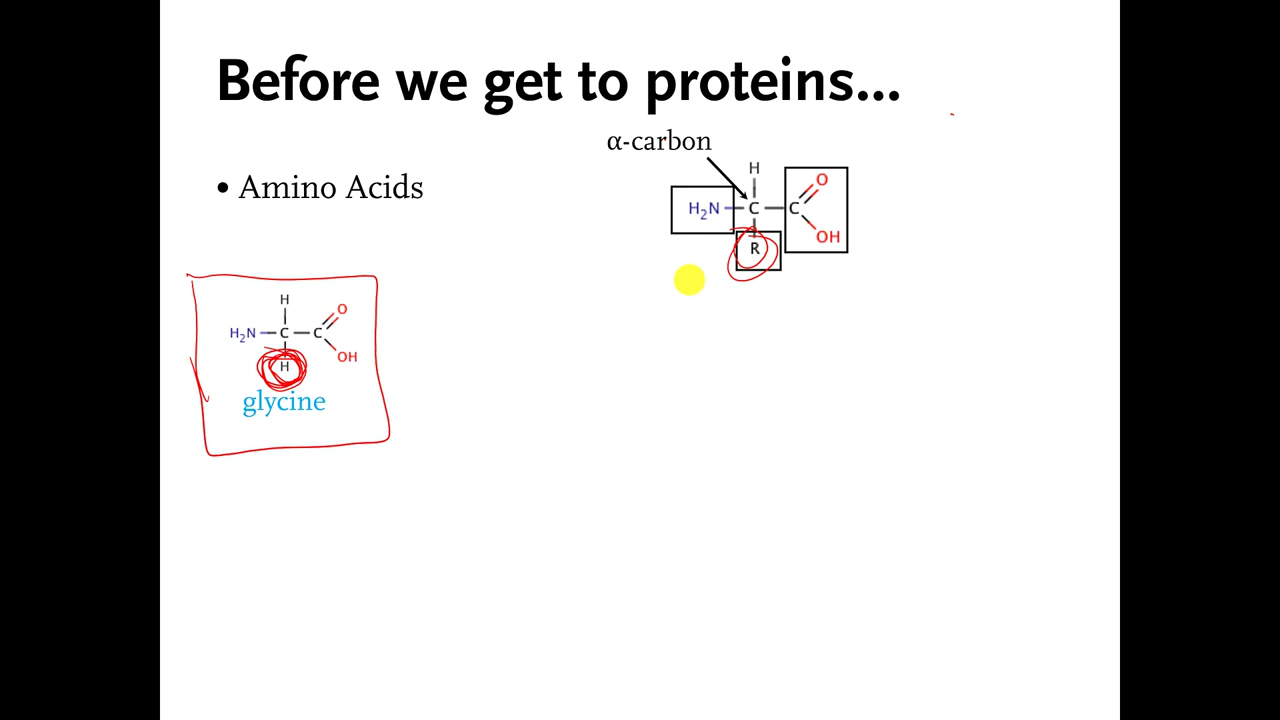 Before we get to proteins...
α-carbon
• Amino Acids
H
H₂N C C O
OH
R
H
H₂N C C O
OH
H
glycine